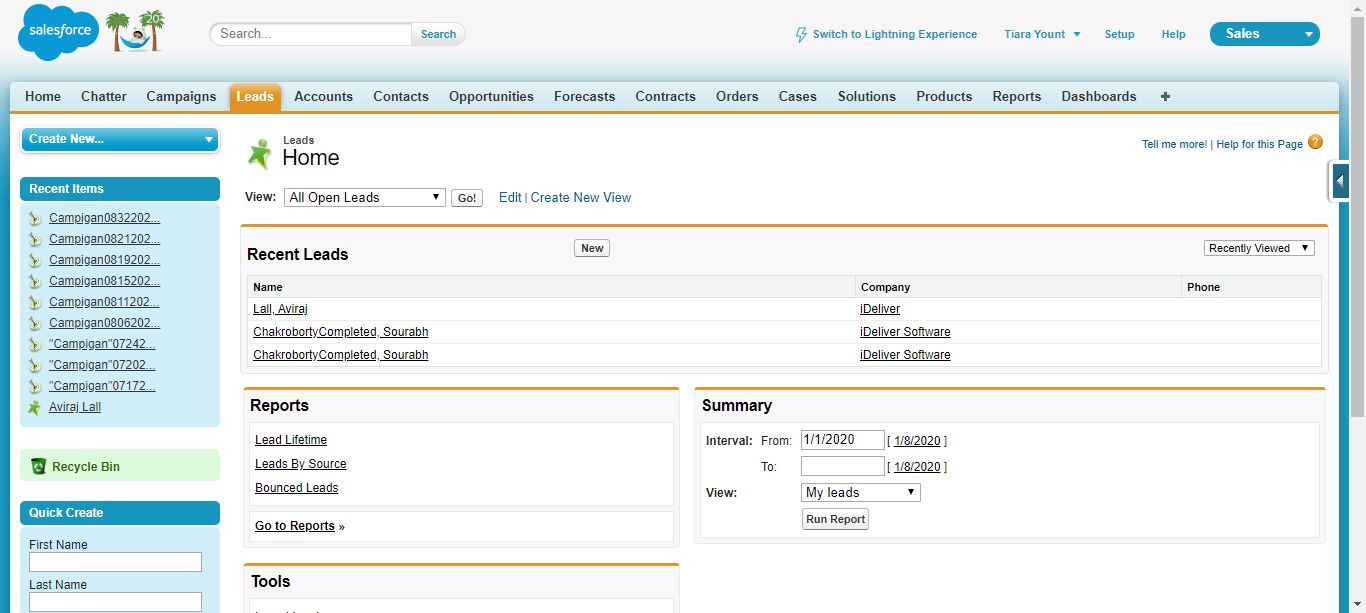 salesforce
20
Search...
Search
Switch to Lightning Experience
Tiara Yount
Setup
Help
Sales
Home Chatter Campaigns Leads Accounts Contacts Opportunities Forecasts Contracts Orders Cases Solutions Products Reports Dashboards +
Create New...
Recent Items
Campigan0832202...
Campigan0821202...
Campigan0819202...
Campigan0815202...
Campigan0811202...
Campigan0806202...
"Campigan"07242...
"Campigan"07202...
"Campigan"07172...
Aviraj Lall
Recycle Bin
Quick Create
First Name
Last Name
Leads
Home
Tell me more! | Help for this Page ?
View: All Open Leads Go! Edit | Create New View
Recent Leads New Recently Viewed
Name Company Phone
Lall, Aviraj iDeliver
ChakrobortyCompleted, Sourabh iDeliver Software
ChakrobortyCompleted, Sourabh iDeliver Software
Reports
Lead Lifetime
Leads By Source
Bounced Leads
Go to Reports »
Summary
Interval: From: 1/1/2020 [ 1/8/2020 ]
To: [ 1/8/2020 ]
View: My leads
Run Report
Tools